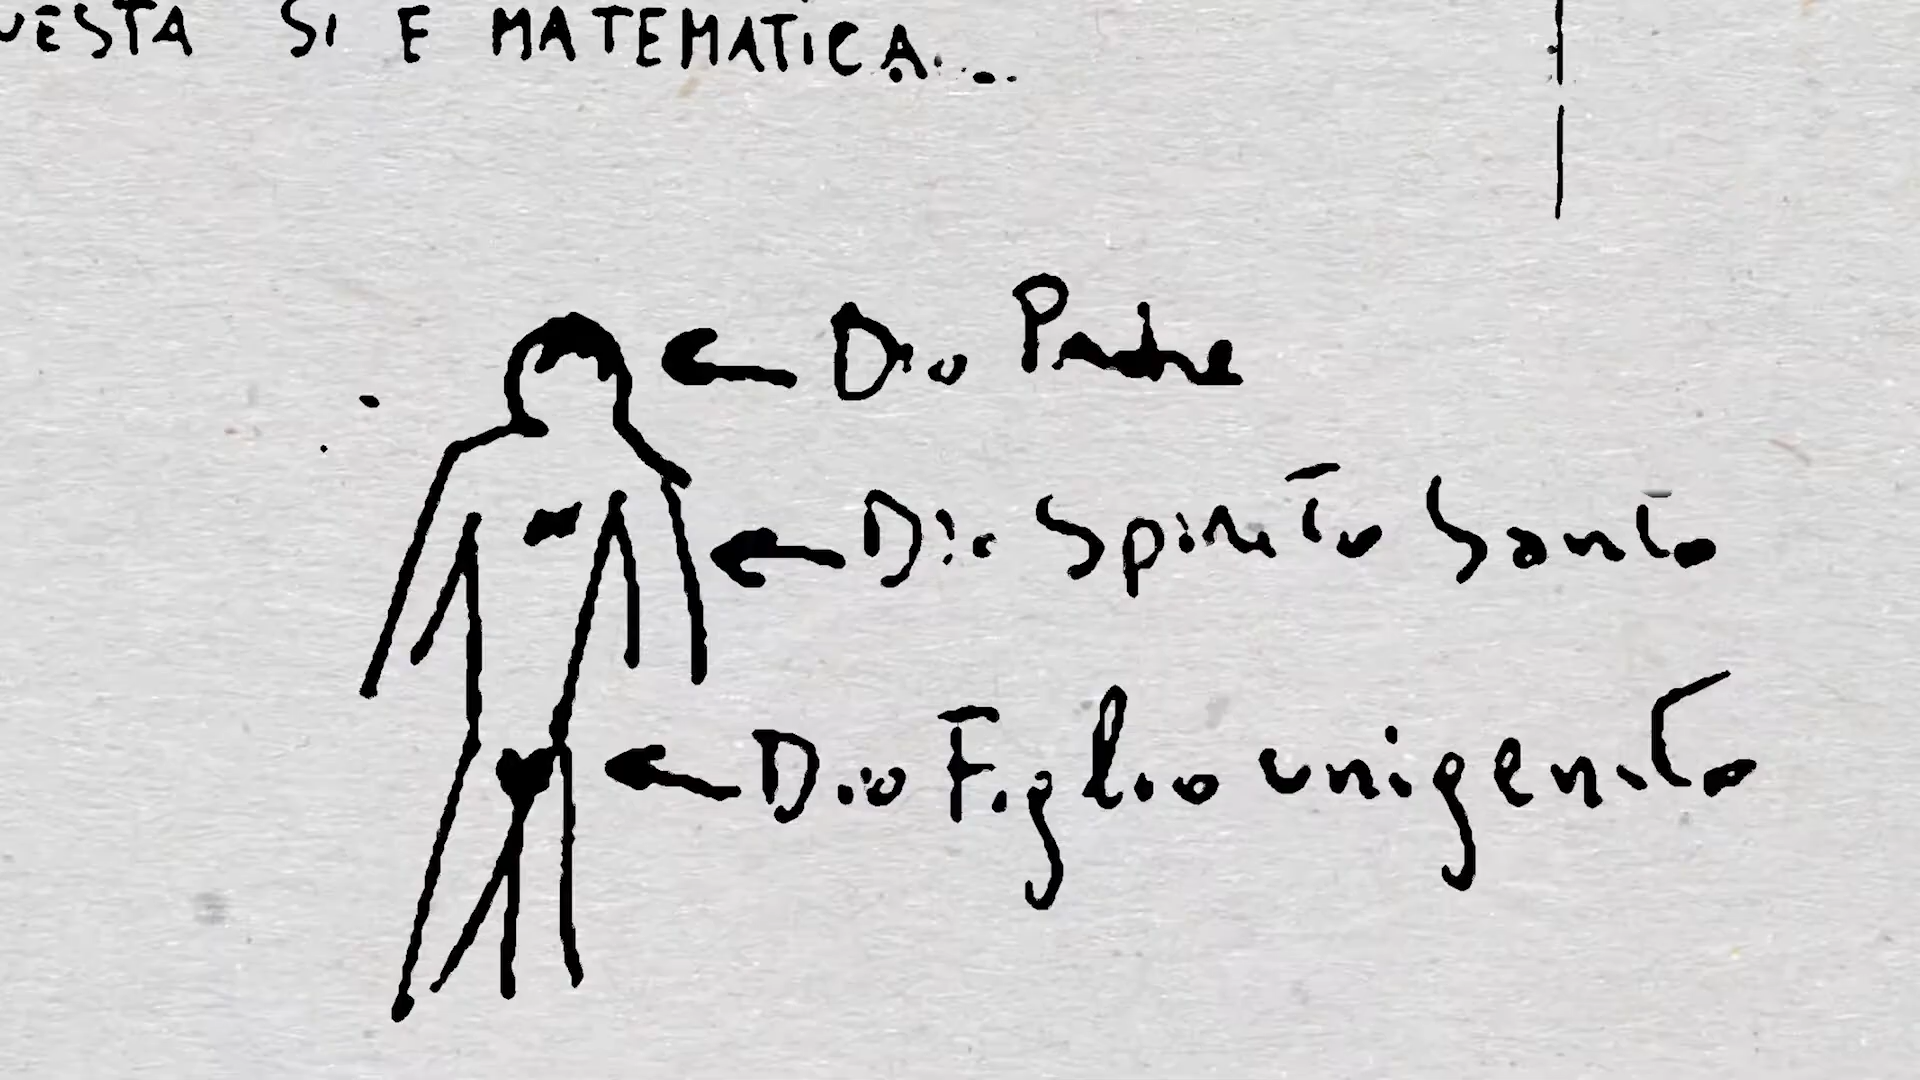 UESTA SI E MATEMATICA...
Dio Padre
Dio Spirito Santo
Dio Figlio unigenito